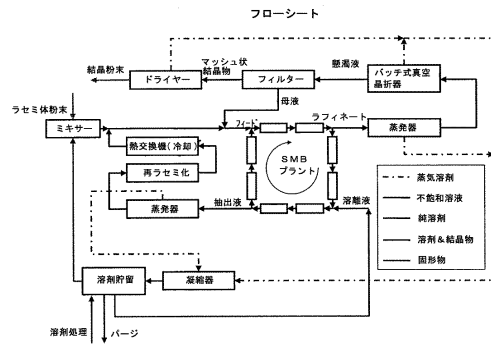 フローシート
結晶粉末
ドライヤー
マッシュ状
結晶物
フィルター
懸濁液
バッチ式真空
晶折器
母液
ラセミ体粉末
ミキサー
フィード
ラフィネート
蒸発器
熱交換機(冷却)
再ラセミ化
SMB
プラント
蒸発器
抽出液
溶離液
蒸気溶剤
不飽和溶液
純溶剤
溶剤&結晶物
固形物
溶剤貯留
凝縮器
溶剤処理
パージ